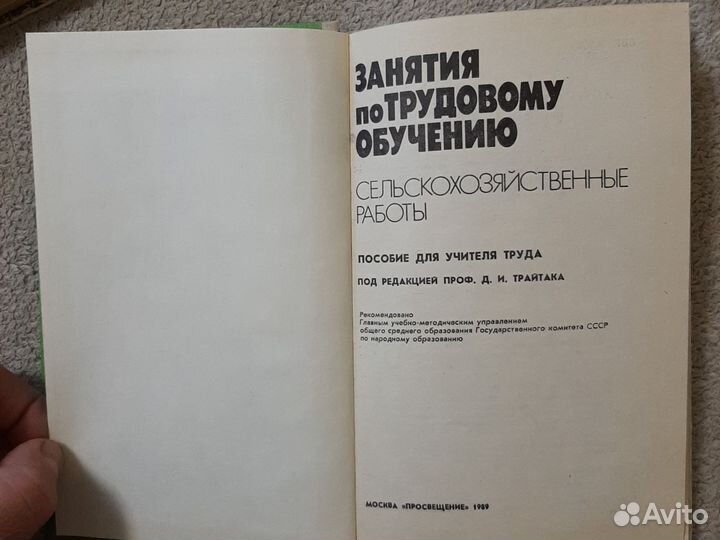 ЗАНЯТИЯ
по ТРУДОВОМУ
ОБУЧЕНИЮ
СЕЛЬСКОХОЗЯЙСТВЕННЫЕ
РАБОТЫ
ПОСОБИЕ ДЛЯ УЧИТЕЛЯ ТРУДА
ПОД РЕДАКЦИЕЙ ПРОФ. Д. И. ТРАЙТАКА
Рекомендовано
Главным учебно-методическим управлением
общего среднего образования Государственного комитета СССР
по народному образованию
МОСКВА «ПРОСВЕЩЕНИЕ» 1989
Avito